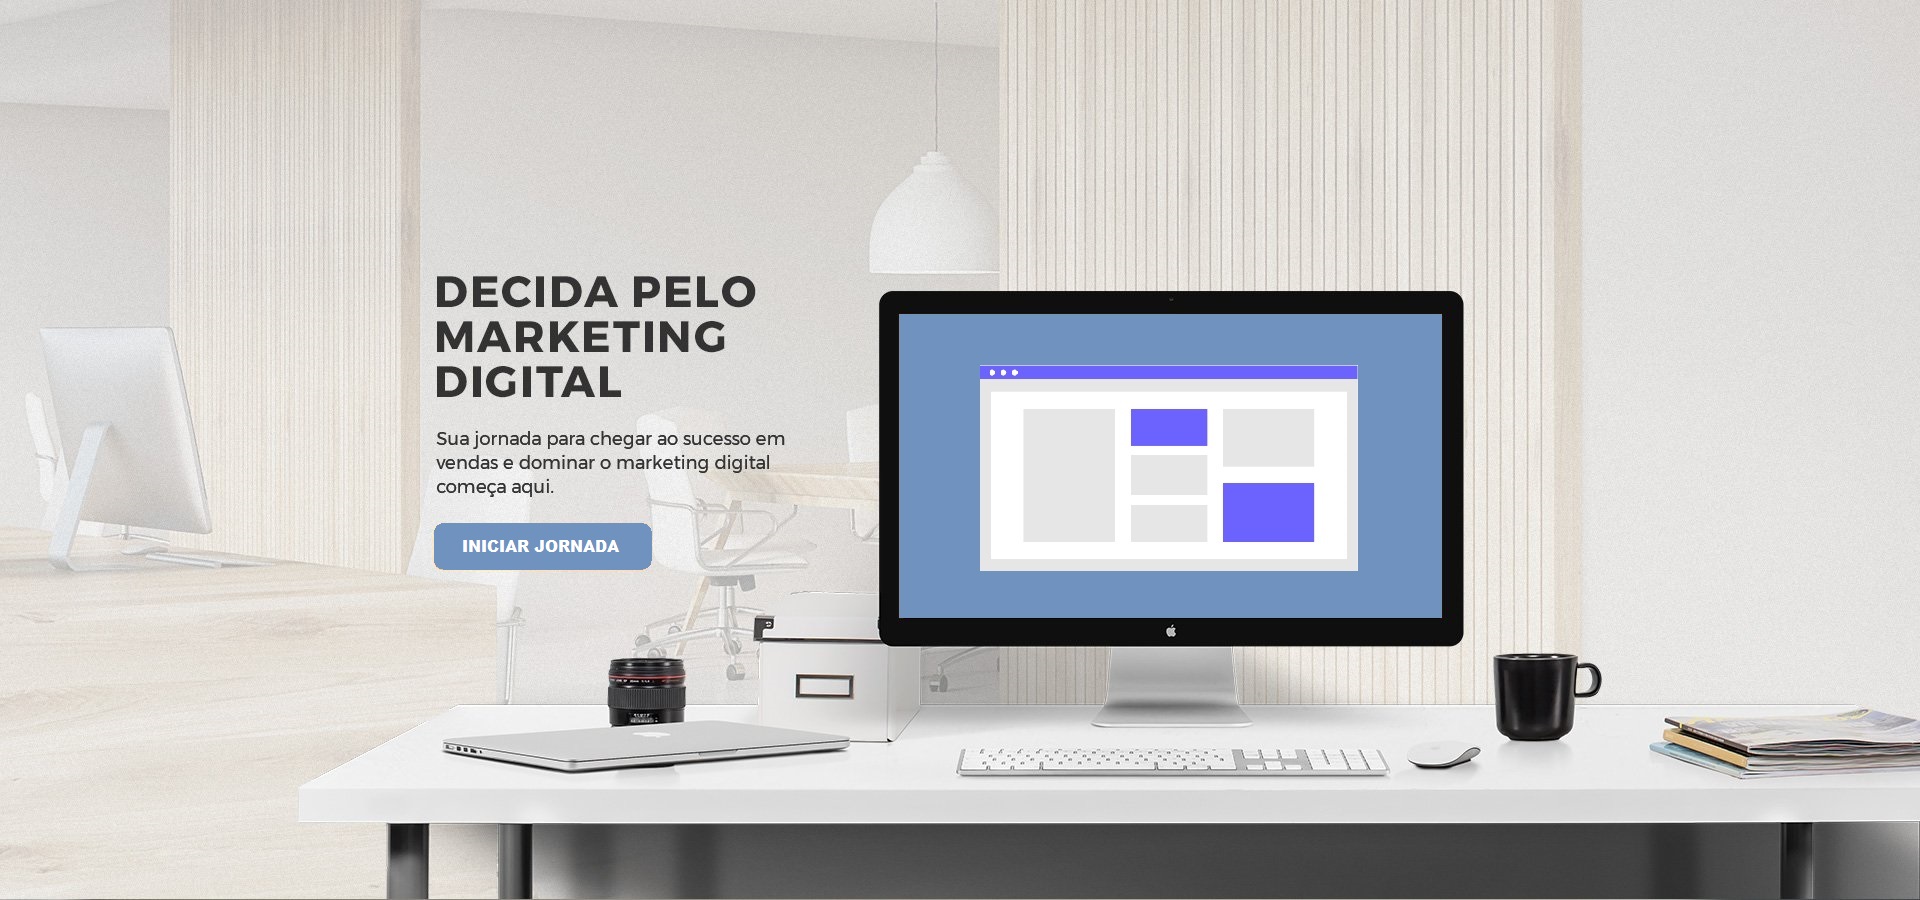 DECIDA PELO
MARKETING
DIGITAL
Sua jornada para chegar ao sucesso em
vendas e dominar o marketing digital
começa aqui.
INICIAR JORNADA